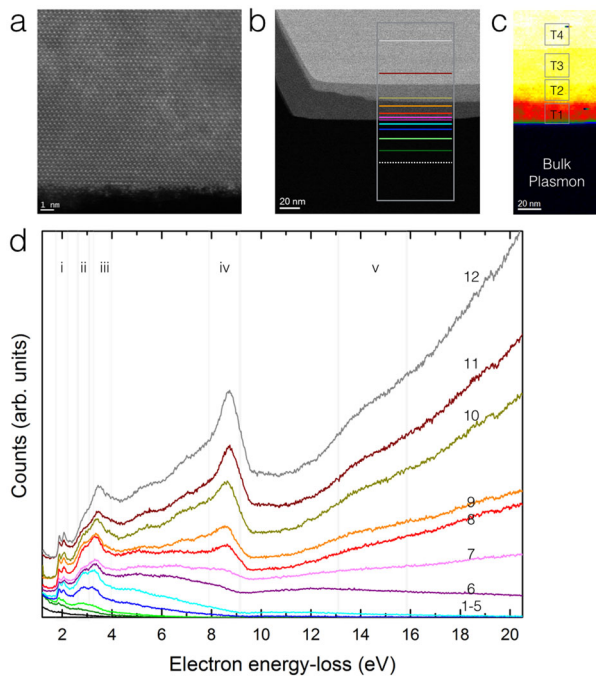 a
b
c
1 nm
20 nm
T4
T3
T2
T1
Bulk
Plasmon
20 nm
d
i ii iii iv v
12
11
10
9
8
7
6
1-5
Counts (arb. units)
2 4 6 8 10 12 14 16 18 20
Electron energy-loss (eV)